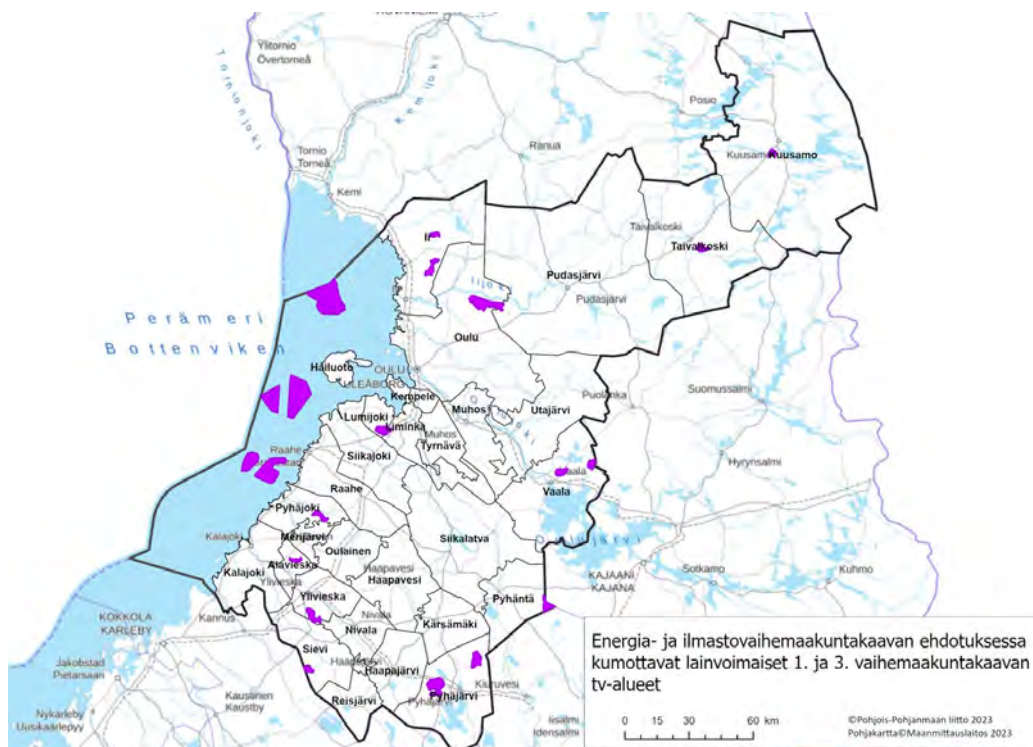 Ylitornio
Övertorneå
Tornionjoki
Kemijoki
Posio
Ranua
Tornio
Torneå
Kemi
Kuusamo
Kuusamo
Ii
Taivalkoski
Taivalkoski
Iijoki
Pudasjärvi
Pudasjärvi
Perämeri
Bottenviken
Oulu
Hailuoto
OULU
ULEÅBORG
Kempele
Muhos
Utajärvi
Puolanka
Suomussalmi
Lumijoki
Liminka
Muhos
Tyrnävä
Siikajoki
Raahe
Vaala
Vaala
Hyrynsalmi
Raahe
Pyhäjoki
Siikalatva
Kalajoki
Merijärvi
Oulainen
Oulujärvi
Alavieska
Haapavesi
Haapavesi
Kalajoki
Ylivieska
Ylivieska
KAJAANI
KAJANA
Sotkamo
Kuhmo
Pyhäntä
KOKKOLA
KARLEBY
Kannus
Nivala
Nivala
Kärsämäki
Sievi
Haapajärvi
Haapajärvi
Jakobstad
Pietarsaari
Kaustinen
Kaustby
Reisjärvi
Pyhäjärvi
Pyhäjärvi
Kiuruvesi
Nykarleby
Uusikaarlepyy
Iisalmi
Idensalmi
Energia- ja ilmastovaihemaakuntakaavan ehdotuksessa
kumottavat lainvoimaiset 1. ja 3. vaihemaakuntakaavan
tv-alueet
0 15 30 60 km
©Pohjois-Pohjanmaan liitto 2023
Pohjakartta©Maanmittauslaitos 2023